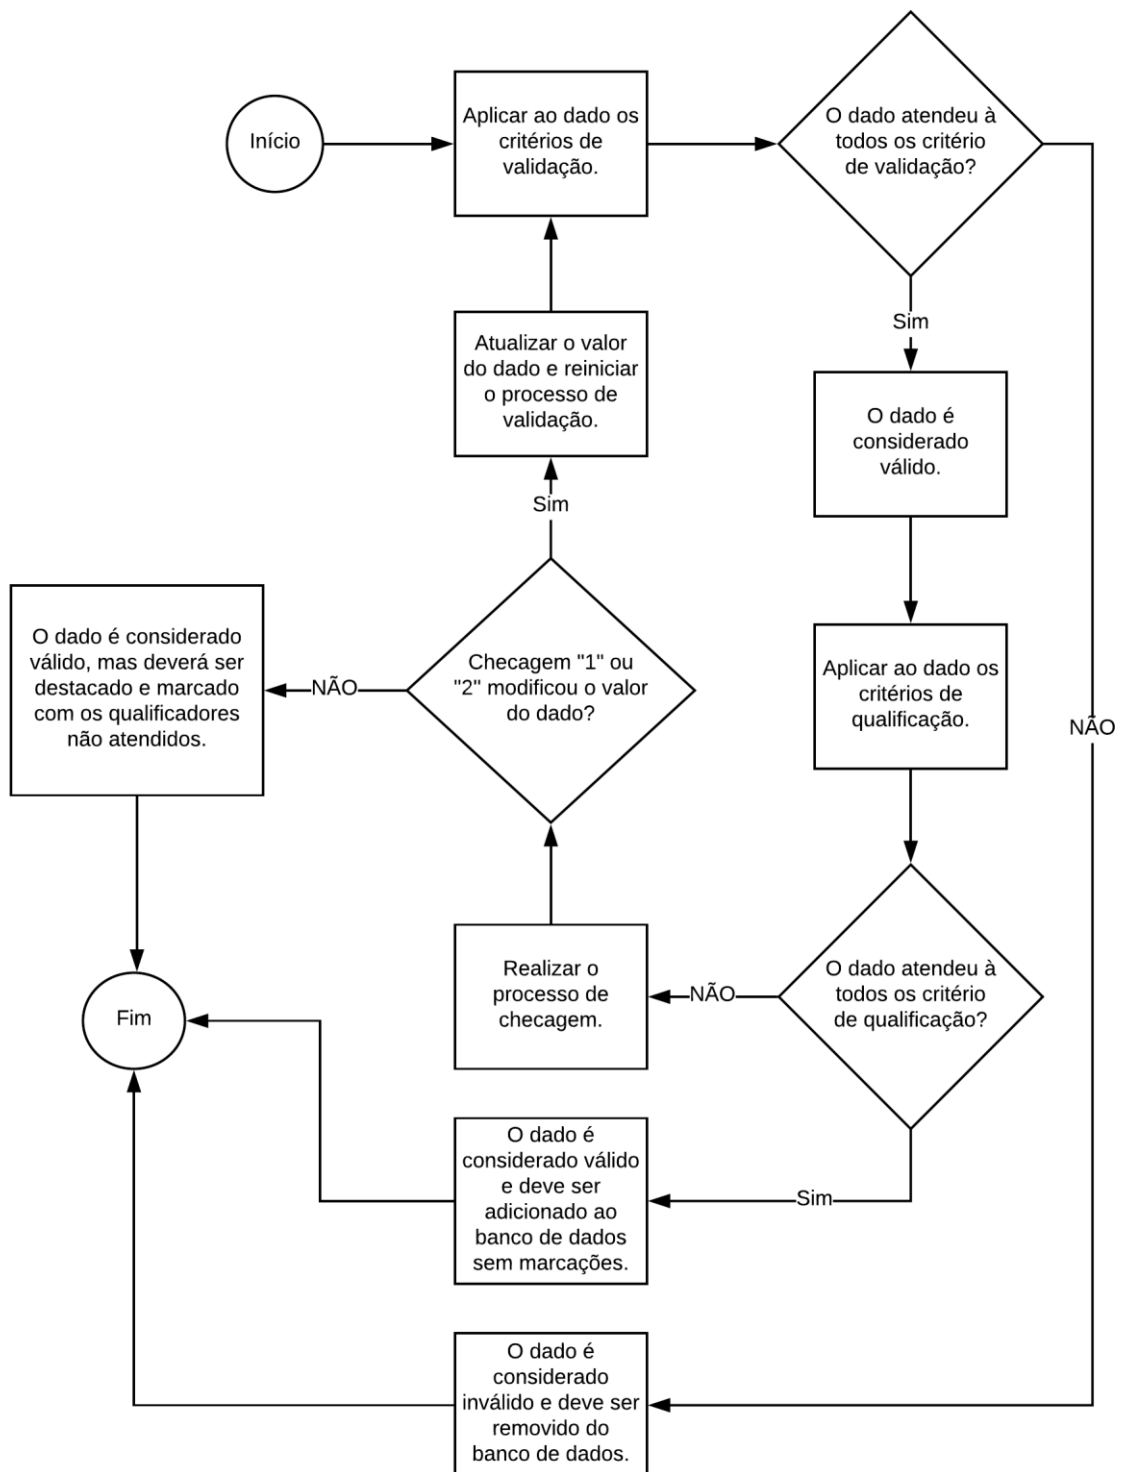 Início
Aplicar ao dado os
critérios de
validação.
O dado atendeu à
todos os critério
de validação?
Sim
NÃO
O dado é
considerado
válido.
Aplicar ao dado os
critérios de
qualificação.
O dado atendeu à
todos os critério
de qualificação?
NÃO
Realizar o
processo de
checagem.
Checagem "1" ou
"2" modificou o valor
do dado?
Sim
Atualizar o valor
do dado e reiniciar
o processo de
validação.
NÃO
O dado é considerado
válido, mas deverá ser
destacado e marcado
com os qualificadores
não atendidos.
Sim
O dado é
considerado válido
e deve ser
adicionado ao
banco de dados
sem marcações.
O dado é
considerado
inválido e deve ser
removido do
banco de dados.
Fim